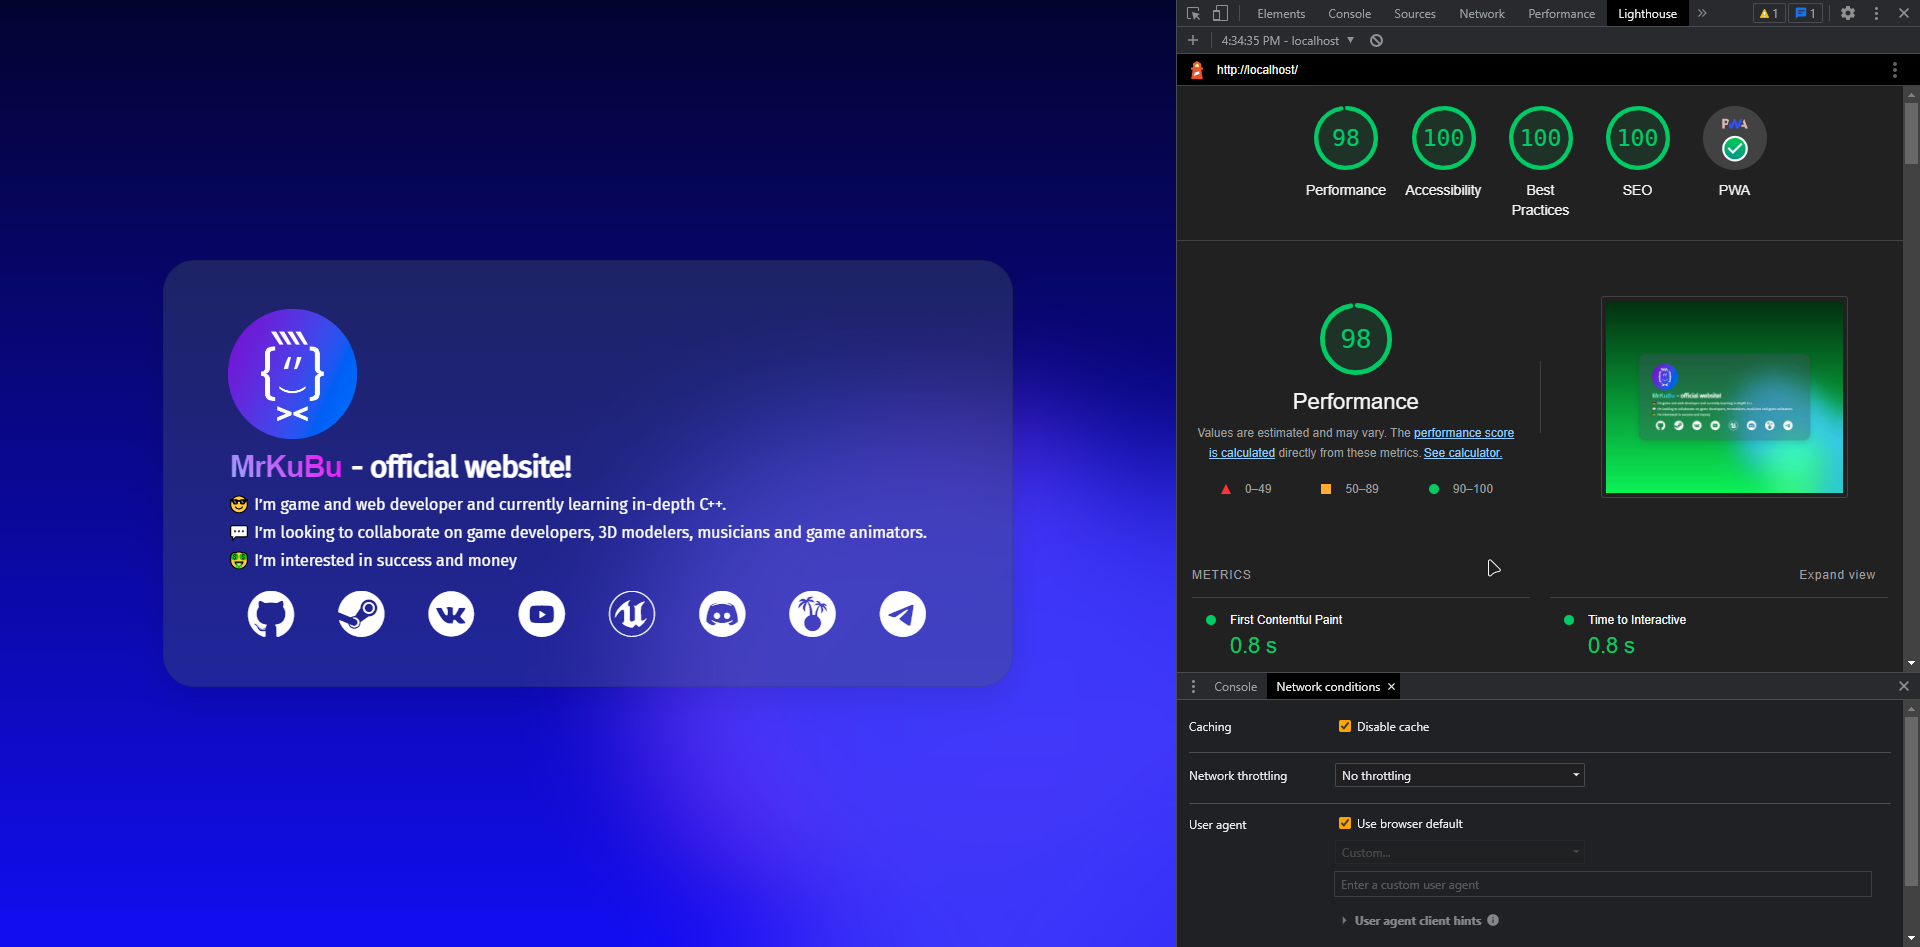 MrKuBu - official website!
I'm game and web developer and currently learning in-depth C++.
I'm looking to collaborate on game developers, 3D modelers, musicians and game animators.
I'm interested in success and money
Elements Console Sources Network Performance Lighthouse » 1 1
4:34:35 PM - localhost
http://localhost/
98 100 100 100 PWA
Performance Accessibility Best Practices SEO PWA
98
Performance
Values are estimated and may vary. The performance score
is calculated directly from these metrics. See calculator.
0–49 50–89 90–100
MrKuBu - official website!
METRICS Expand view
First Contentful Paint Time to Interactive
0.8 s 0.8 s
Console Network conditions
Caching Disable cache
Network throttling No throttling
User agent Use browser default
Custom...
Enter a custom user agent
User agent client hints